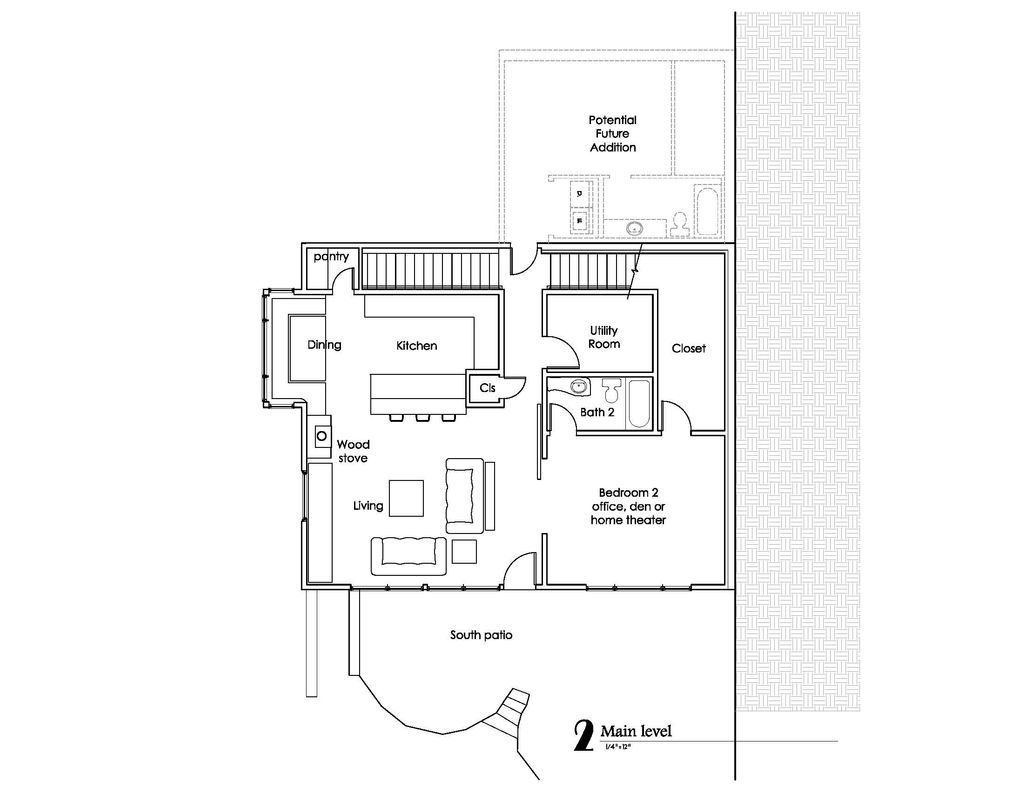 Potential
Future
Addition
pantry
Dining
Kitchen
Utility
Room
Closet
Cls
Bath 2
Wood
stove
Living
Bedroom 2
office, den or
home theater
South patio
2 Main level
1/4"=12"